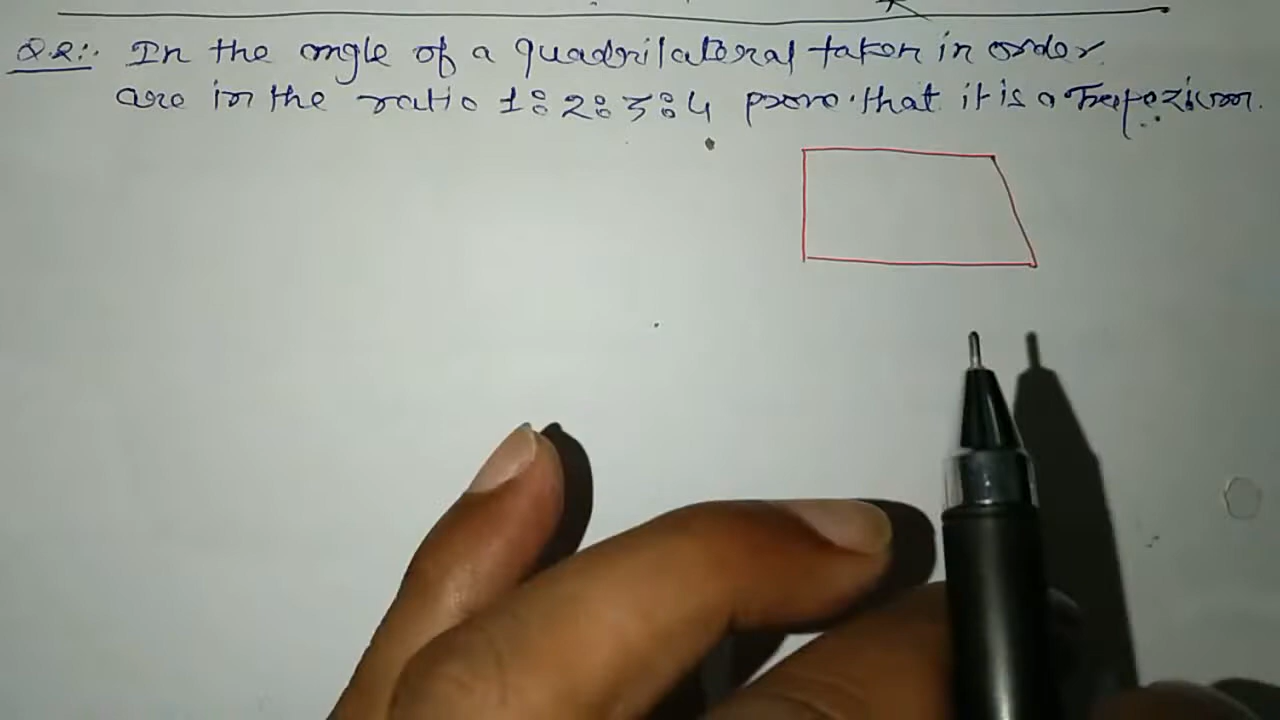 Q2:. In the angle of a quadrilateral taken in order
are in the ratio 1:2:3:4 prove that it is a Trapezium.